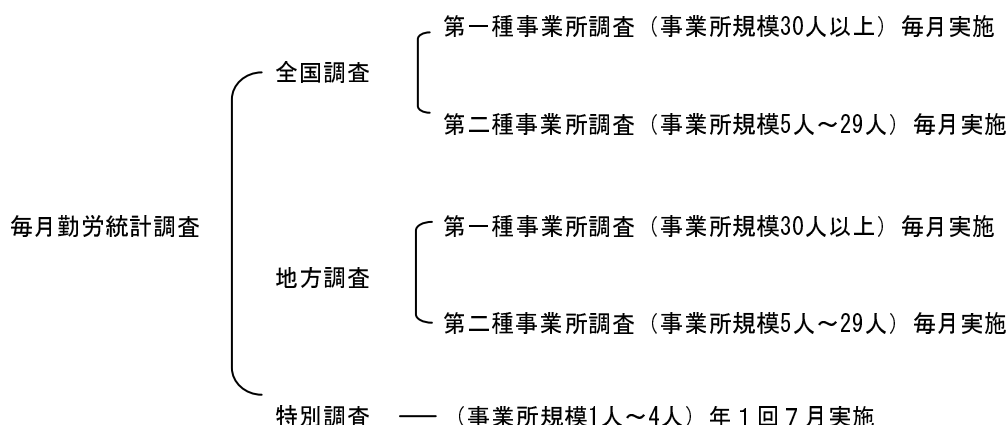 第一種事業所調査（事業所規模30人以上）毎月実施
全国調査
第二種事業所調査（事業所規模5人～29人）毎月実施
毎月勤労統計調査
第一種事業所調査（事業所規模30人以上）毎月実施
地方調査
第二種事業所調査（事業所規模5人～29人）毎月実施
特別調査 ―― （事業所規模1人～4人）年１回７月実施